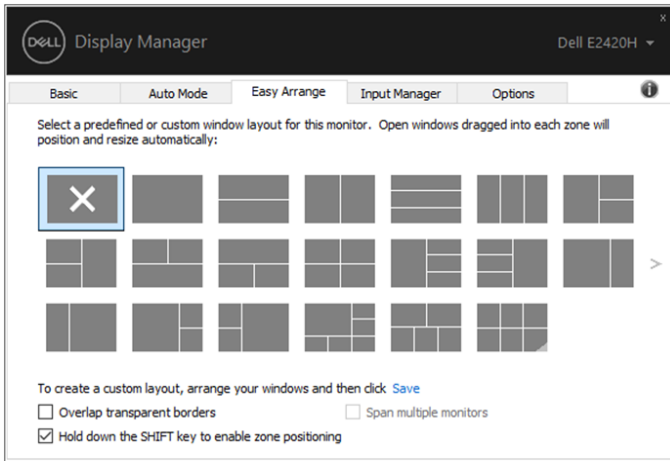 DELL Display Manager
x
Dell E2420H
Basic Auto Mode Easy Arrange Input Manager Options
Select a predefined or custom window layout for this monitor. Open windows dragged into each zone will
position and resize automatically:
To create a custom layout, arrange your windows and then click Save
Overlap transparent borders Span multiple monitors
Hold down the SHIFT key to enable zone positioning